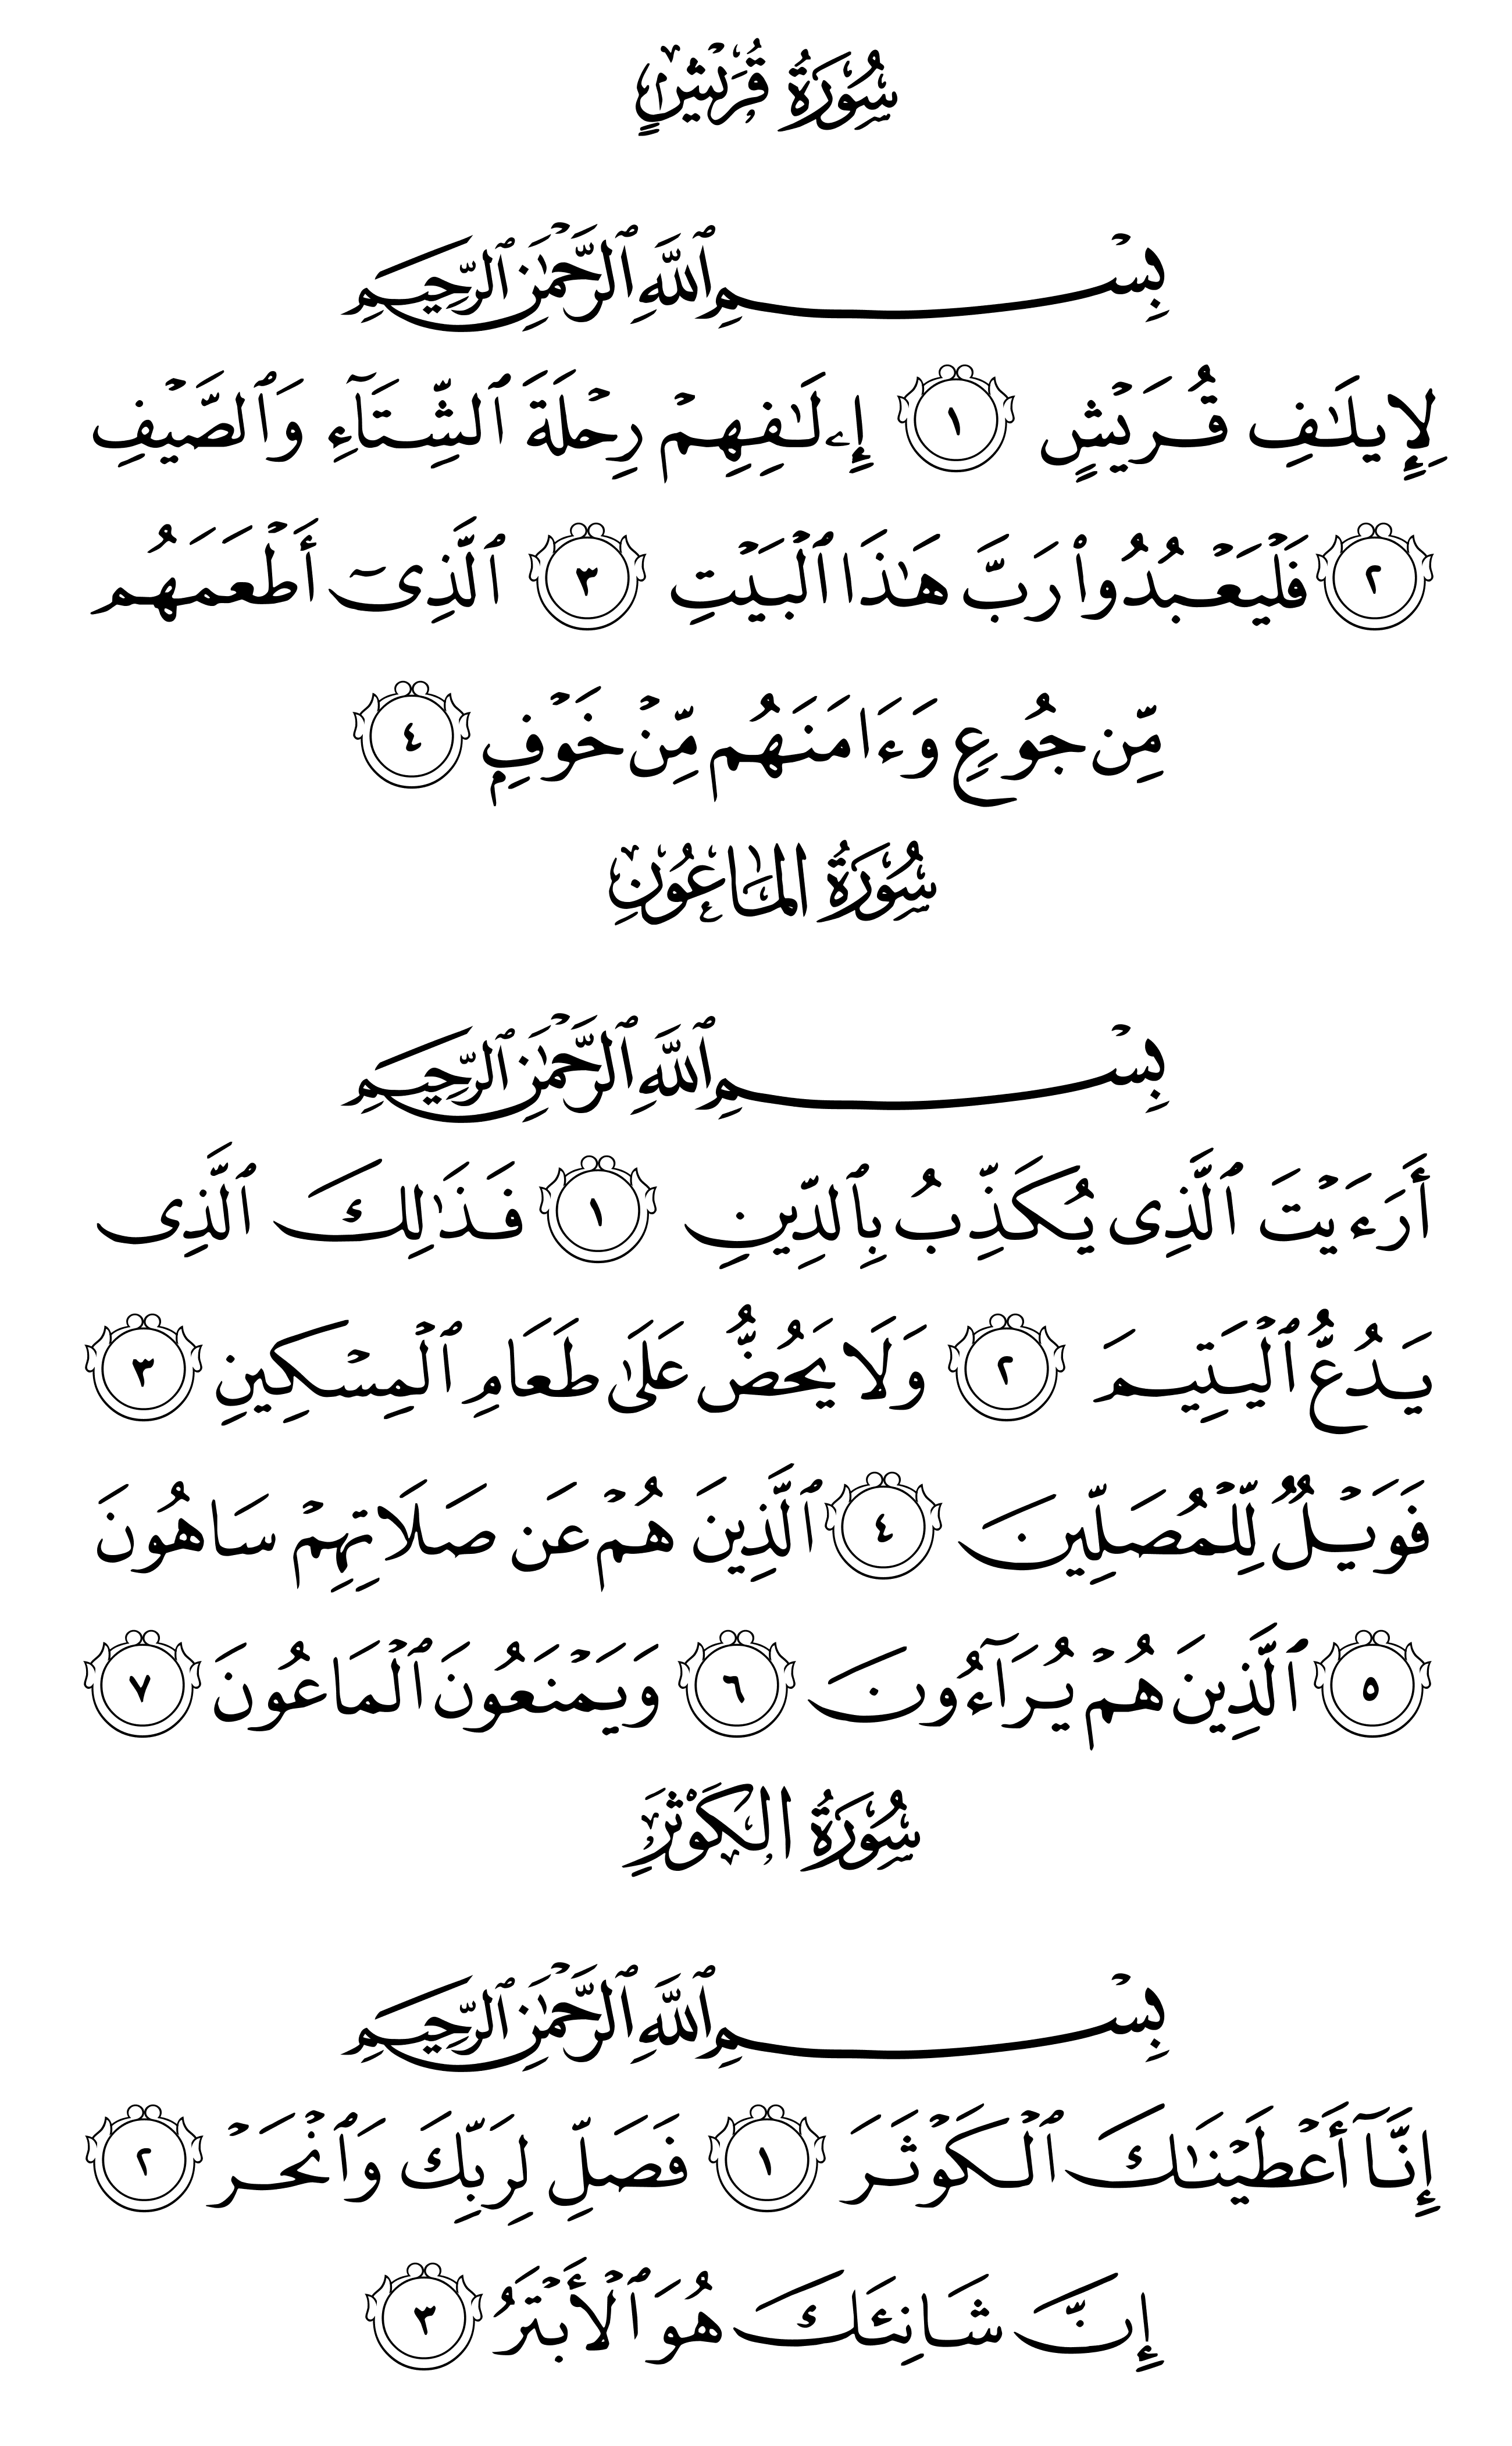 سُورَةُ قُرَيْشٍ
بِسْمِ ٱللَّهِ ٱلرَّحْمَٰنِ ٱلرَّحِيمِ
لِإِيلَٰفِ قُرَيْشٍ ١ إِۦلَٰفِهِمْ رِحْلَةَ ٱلشِّتَآءِ وَٱلصَّيْفِ
٢ فَلْيَعْبُدُوا۟ رَبَّ هَٰذَا ٱلْبَيْتِ ٣ ٱلَّذِىٓ أَطْعَمَهُم
مِّن جُوعٍ وَءَامَنَهُم مِّنْ خَوْفٍۭ ٤
سُورَةُ المَاعُونِ
بِسْمِ ٱللَّهِ ٱلرَّحْمَٰنِ ٱلرَّحِيمِ
أَرَءَيْتَ ٱلَّذِى يُكَذِّبُ بِٱلدِّينِ ١ فَذَٰلِكَ ٱلَّذِى
يَدُعُّ ٱلْيَتِيمَ ٢ وَلَا يَحُضُّ عَلَىٰ طَعَامِ ٱلْمِسْكِينِ ٣
فَوَيْلٌ لِّلْمُصَلِّينَ ٤ ٱلَّذِينَ هُمْ عَن صَلَاتِهِمْ سَاهُونَ
٥ ٱلَّذِينَ هُمْ يُرَآءُونَ ٦ وَيَمْنَعُونَ ٱلْمَاعُونَ ٧
سُورَةُ الكَوْثَرِ
بِسْمِ ٱللَّهِ ٱلرَّحْمَٰنِ ٱلرَّحِيمِ
إِنَّآ أَعْطَيْنَٰكَ ٱلْكَوْثَرَ ١ فَصَلِّ لِرَبِّكَ وَٱنْحَرْ ٢
إِنَّ شَانِئَكَ هُوَ ٱلْأَبْتَرُ ٣